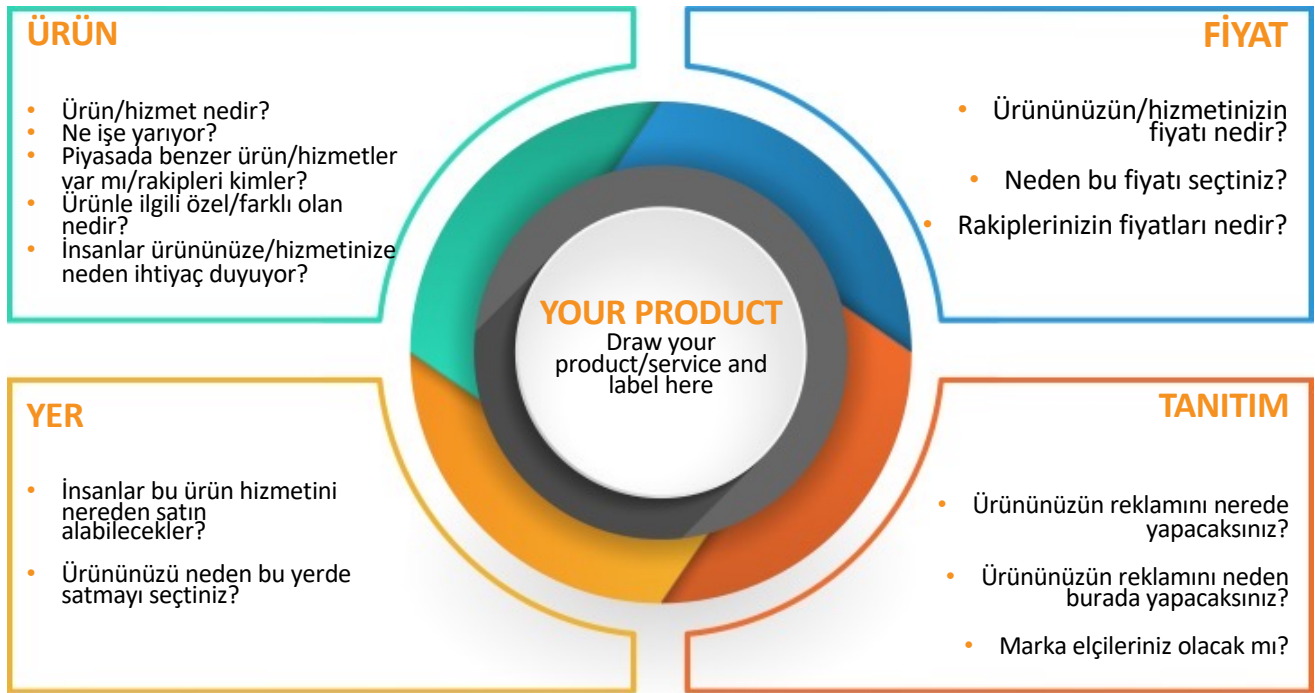 ÜRÜN
• Ürün/hizmet nedir?
• Ne işe yarıyor?
• Piyasada benzer ürün/hizmetler
var mı/rakipleri kimler?
• Ürünle ilgili özel/farklı olan
nedir?
• İnsanlar ürününüze/hizmetinize
neden ihtiyaç duyuyor?
FİYAT
• Ürününüzün/hizmetinizin
fiyatı nedir?
• Neden bu fiyatı seçtiniz?
• Rakiplerinizin fiyatları nedir?
YOUR PRODUCT
Draw your
product/service and
label here
YER
• İnsanlar bu ürün hizmetini
nereden satın
alabilecekler?
• Ürününüzü neden bu yerde
satmayı seçtiniz?
TANITIM
• Ürününüzün reklamını nerede
yapacaksınız?
• Ürününüzün reklamını neden
burada yapacaksınız?
• Marka elçileriniz olacak mı?